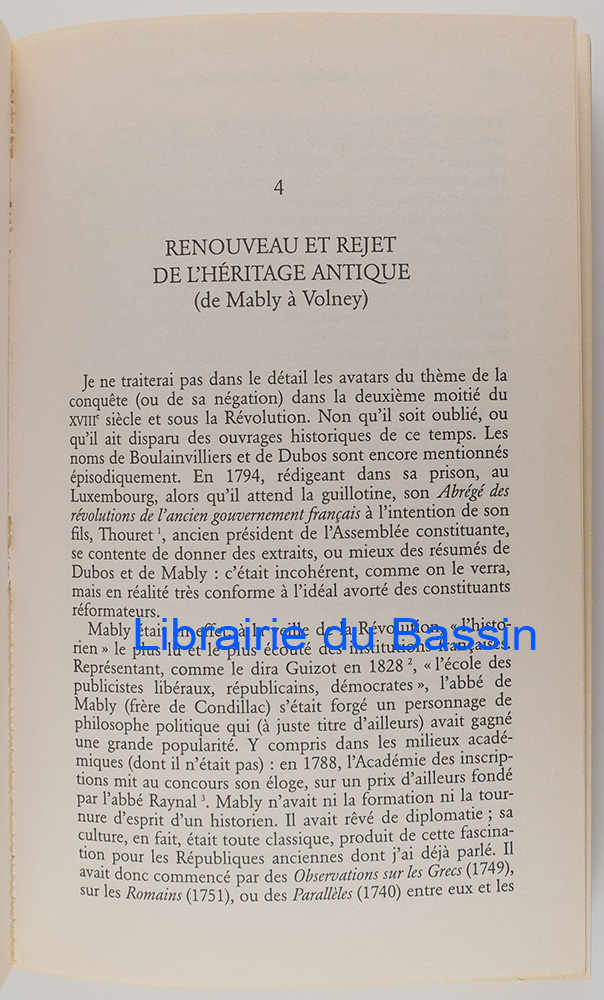 4
RENOUVEAU ET REJET
DE L'HÉRITAGE ANTIQUE
(de Mably à Volney)
Je ne traiterai pas dans le détail les avatars du thème de la
conquête (ou de sa négation) dans la deuxième moitié du
XVIIIe siècle et sous la Révolution. Non qu'il soit oublié, ou
qu'il ait disparu des ouvrages historiques de ce temps. Les
noms de Boulainvilliers et de Dubos sont encore mentionnés
épisodiquement. En 1794, rédigeant dans sa prison, au
Luxembourg, alors qu'il attend la guillotine, son Abrégé des
révolutions de l'ancien gouvernement français à l'intention de son
fils, Thouret 1, ancien président de l'Assemblée constituante,
se contente de donner des extraits, ou mieux des résumés de
Dubos et de Mably : c'était incohérent, comme on le verra,
mais en réalité très conforme à l'idéal avorté des constituants
réformateurs.
Mably était en effet à la veille de la Révolution, « l'histo-
rien » le plus lu et le plus écouté des institutions françaises.
Librairie du Bassin
Représentant, comme le dira Guizot en 1828 2, « l'école des
publicistes libéraux, républicains, démocrates », l'abbé de
Mably (frère de Condillac) s'était forgé un personnage de
philosophe politique qui (à juste titre d'ailleurs) avait gagné
une grande popularité. Y compris dans les milieux acadé-
miques (dont il n'était pas) : en 1788, l'Académie des inscrip-
tions mit au concours son éloge, sur un prix d'ailleurs fondé
par l'abbé Raynal 3. Mably n'avait ni la formation ni la tour-
nure d'esprit d'un historien. Il avait rêvé de diplomatie ; sa
culture, en fait, était toute classique, produit de cette fascina-
tion pour les Républiques anciennes dont j'ai déjà parlé. Il
avait donc commencé par des Observations sur les Grecs (1749),
sur les Romains (1751), ou des Parallèles (1740) entre eux et les